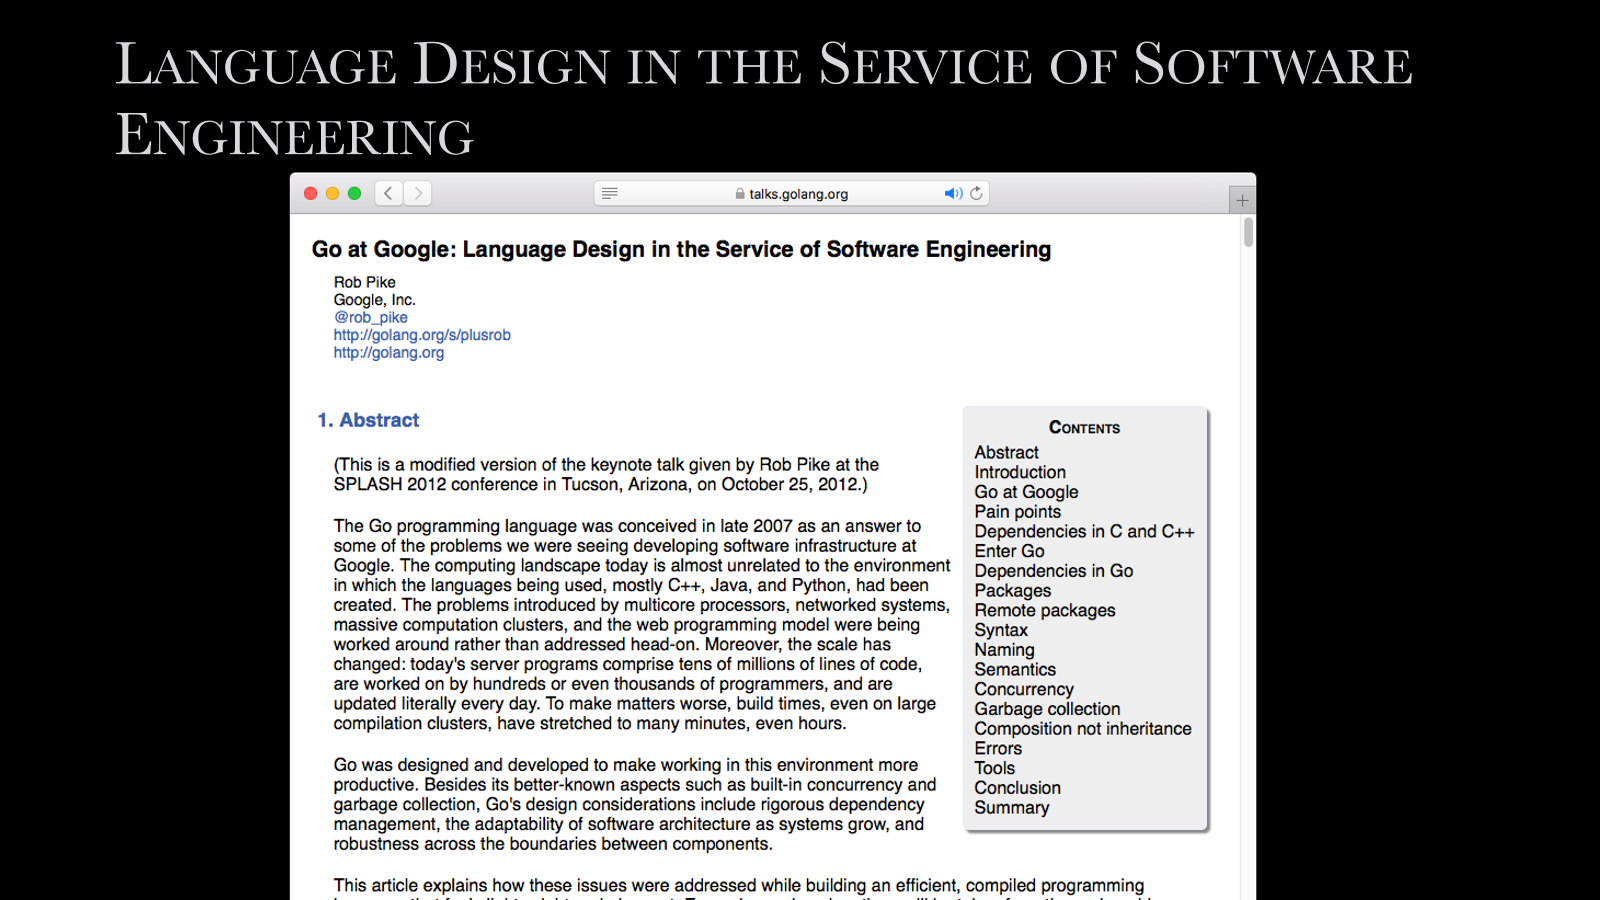 Language Design in the Service of Software
Engineering
talks.golang.org
Go at Google: Language Design in the Service of Software Engineering
Rob Pike
Google, Inc.
@rob_pike
http://golang.org/s/plusrob
http://golang.org
1. Abstract
(This is a modified version of the keynote talk given by Rob Pike at the
SPLASH 2012 conference in Tucson, Arizona, on October 25, 2012.)
The Go programming language was conceived in late 2007 as an answer to
some of the problems we were seeing developing software infrastructure at
Google. The computing landscape today is almost unrelated to the environment
in which the languages being used, mostly C++, Java, and Python, had been
created. The problems introduced by multicore processors, networked systems,
massive computation clusters, and the web programming model were being
worked around rather than addressed head-on. Moreover, the scale has
changed: today's server programs comprise tens of millions of lines of code,
are worked on by hundreds or even thousands of programmers, and are
updated literally every day. To make matters worse, build times, even on large
compilation clusters, have stretched to many minutes, even hours.
Go was designed and developed to make working in this environment more
productive. Besides its better-known aspects such as built-in concurrency and
garbage collection, Go's design considerations include rigorous dependency
management, the adaptability of software architecture as systems grow, and
robustness across the boundaries between components.
This article explains how these issues were addressed while building an efficient, compiled programming
Contents
Abstract
Introduction
Go at Google
Pain points
Dependencies in C and C++
Enter Go
Dependencies in Go
Packages
Remote packages
Syntax
Naming
Semantics
Concurrency
Garbage collection
Composition not inheritance
Errors
Tools
Conclusion
Summary